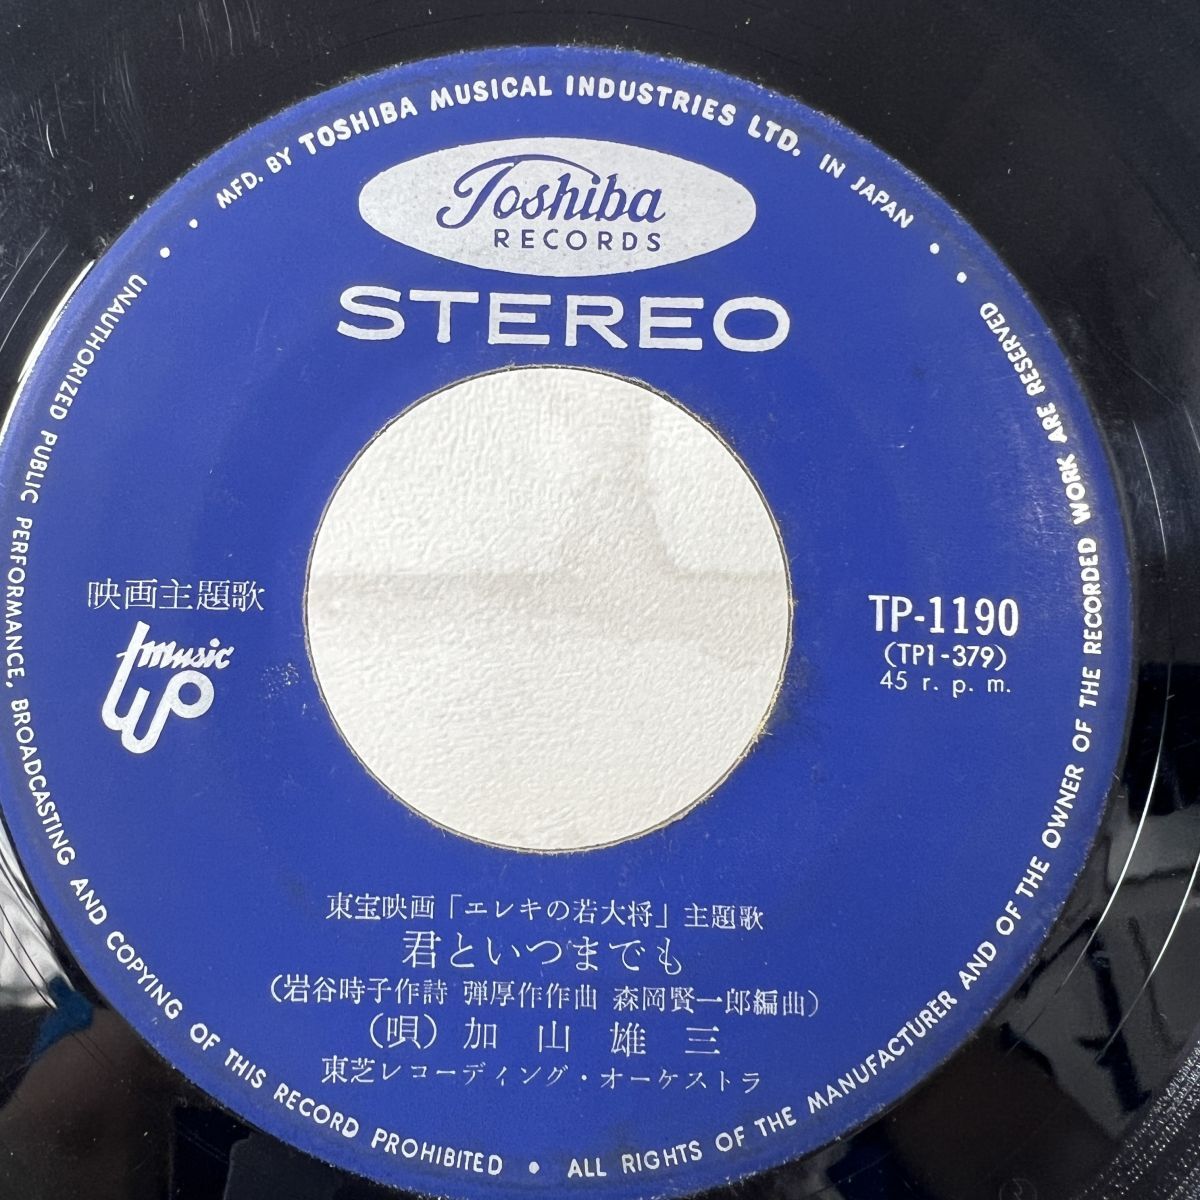 MFD. BY TOSHIBA MUSICAL INDUSTRIES LTD. IN JAPAN
Toshiba
RECORDS
STEREO
映画主題歌
music
up
TP-1190
(TP1-379)
45 r. p. m.
東宝映画「エレキの若大将」主題歌
君といつまでも
(岩谷時子作詩 弾厚作作曲 森岡賢一郎編曲)
(唄) 加山雄三
東芝レコーディング・オーケストラ
UNAUTHORIZED PUBLIC PERFORMANCE, BROADCASTING AND COPYING OF THIS RECORD PROHIBITED • ALL RIGHTS OF THE MANUFACTURER AND OF THE OWNER OF THE RECORDED WORK ARE RESERVED